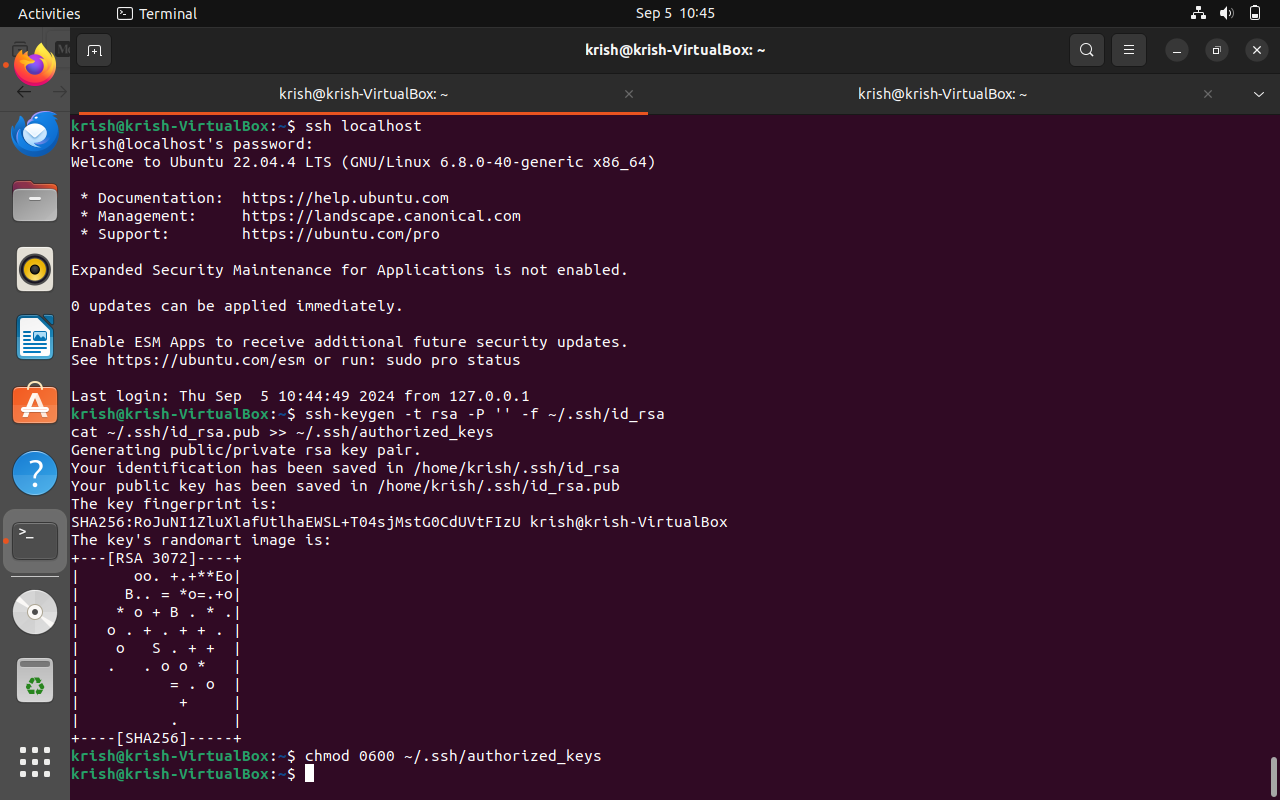 Activities
Terminal
Sep 5 10:45
krish@krish-VirtualBox: ~
krish@krish-VirtualBox: ~
krish@krish-VirtualBox: ~
krish@krish-VirtualBox:~$ ssh localhost
krish@localhost's password:
Welcome to Ubuntu 22.04.4 LTS (GNU/Linux 6.8.0-40-generic x86_64)
* Documentation:  https://help.ubuntu.com
* Management:     https://landscape.canonical.com
* Support:        https://ubuntu.com/pro
Expanded Security Maintenance for Applications is not enabled.
0 updates can be applied immediately.
Enable ESM Apps to receive additional future security updates.
See https://ubuntu.com/esm or run: sudo pro status
Last login: Thu Sep  5 10:44:49 2024 from 127.0.0.1
krish@krish-VirtualBox:~$ ssh-keygen -t rsa -P '' -f ~/.ssh/id_rsa
cat ~/.ssh/id_rsa.pub >> ~/.ssh/authorized_keys
Generating public/private rsa key pair.
Your identification has been saved in /home/krish/.ssh/id_rsa
Your public key has been saved in /home/krish/.ssh/id_rsa.pub
The key fingerprint is:
SHA256:RoJuNI1ZluXlafUtlhaEWSL+T04sjMstG0CdUVtFIzU krish@krish-VirtualBox
The key's randomart image is:
+---[RSA 3072]----+
|      oo. +.+**Eo|
|     B.. = *o=.+o|
|    * o + B . * .|
|   o . + . + + . |
|    o   S . + +  |
|   .   . o o *   |
|          = . o  |
|           +     |
|          .      |
+----[SHA256]-----+
krish@krish-VirtualBox:~$ chmod 0600 ~/.ssh/authorized_keys
krish@krish-VirtualBox:~$